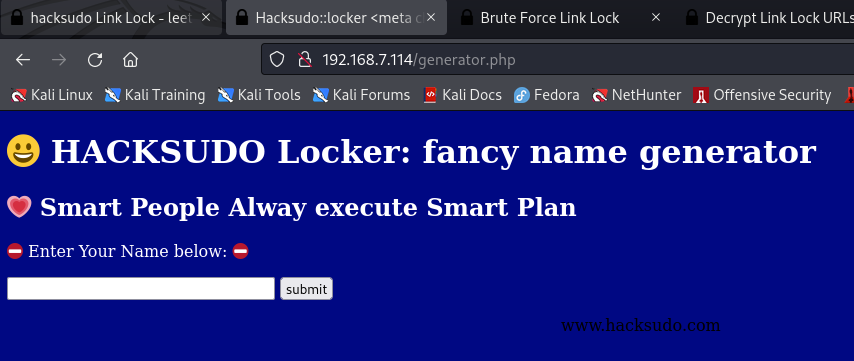 hacksudo Link Lock - leet
Hacksudo::locker <meta c
Brute Force Link Lock
Decrypt Link Lock URLs
192.168.7.114/generator.php
Kali Linux
Kali Training
Kali Tools
Kali Forums
Kali Docs
Fedora
NetHunter
Offensive Security
HACKSUDO Locker: fancy name generator
Smart People Alway execute Smart Plan
Enter Your Name below:
submit
www.hacksudo.com